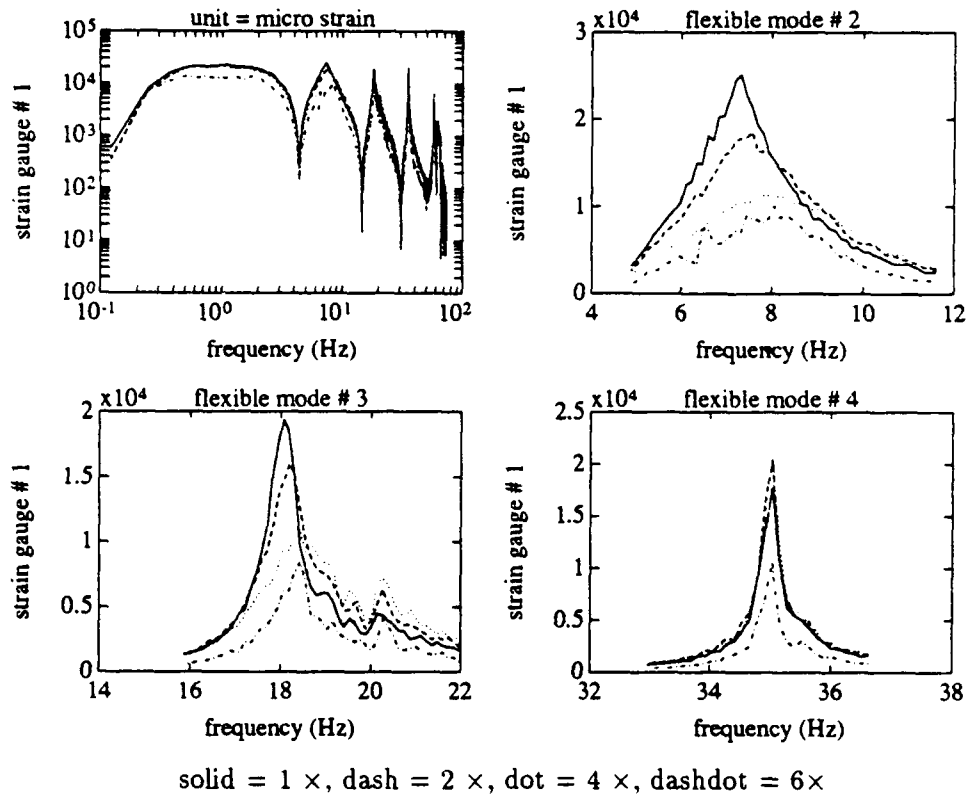 unit = micro strain
10⁵
10⁴
10³
10²
10¹
10⁰
10⁻¹
10⁰
10¹
10²
strain gauge # 1
frequency (Hz)
flexible mode # 2
x10⁴
3
2
1
0
4
6
8
10
12
strain gauge # 1
frequency (Hz)
flexible mode # 3
x10⁴
2
1.5
1
0.5
0
14
16
18
20
22
strain gauge # 1
frequency (Hz)
flexible mode # 4
x10⁴
2.5
2
1.5
1
0.5
0
32
34
36
38
strain gauge # 1
frequency (Hz)
solid = 1 ×, dash = 2 ×, dot = 4 ×, dashdot = 6×